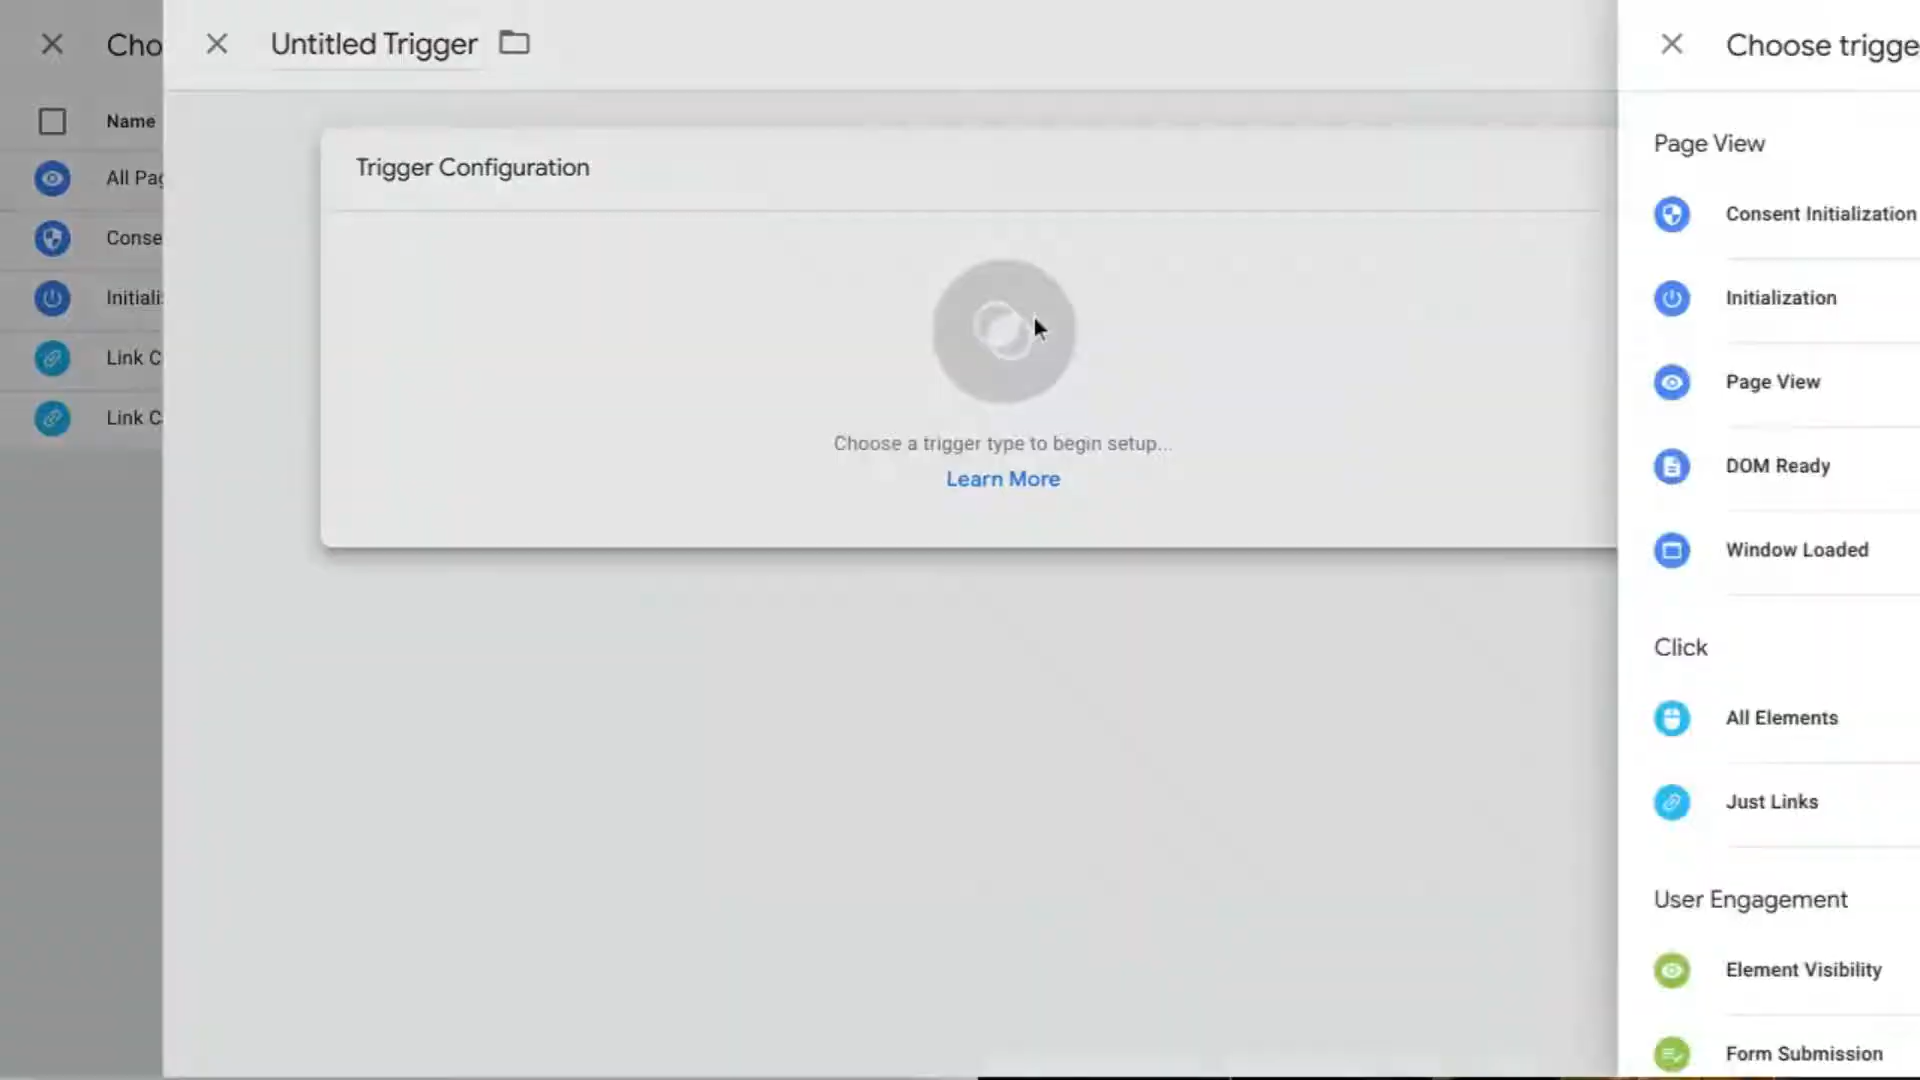 Cho
Name
All Pag
Conse
Initiali
Link C
Link C
Untitled Trigger
Trigger Configuration
Choose a trigger type to begin setup...
Learn More
Choose trigge
Page View
Consent Initialization
Initialization
Page View
DOM Ready
Window Loaded
Click
All Elements
Just Links
User Engagement
Element Visibility
Form Submission